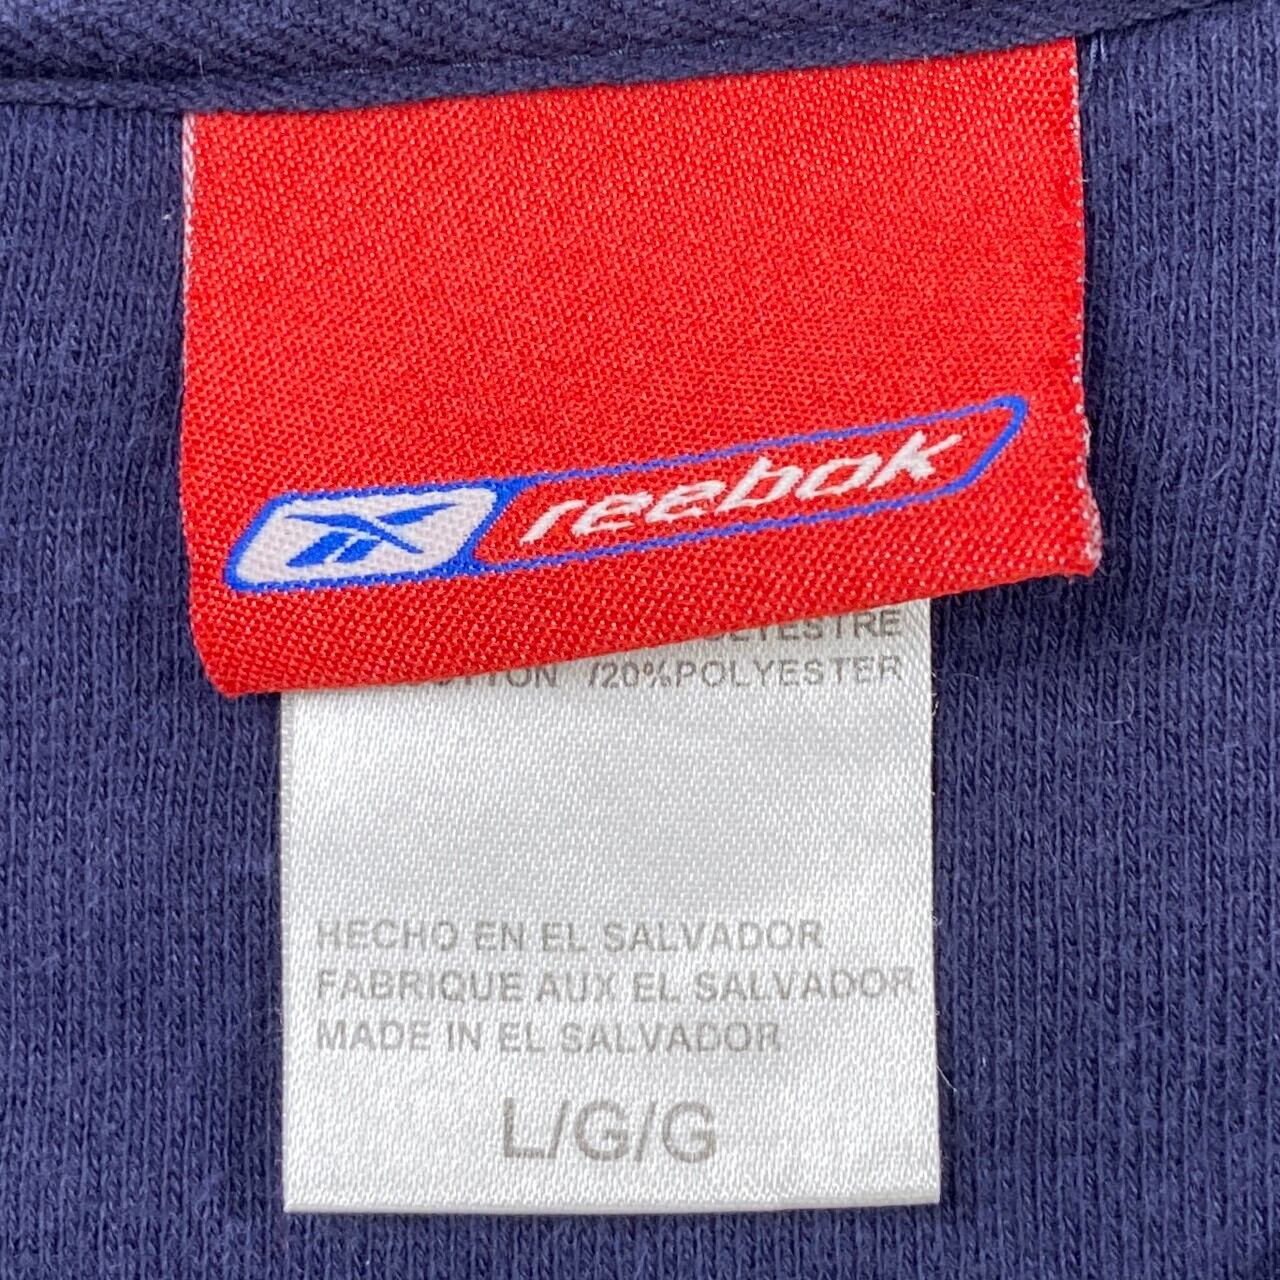 reebok
/20%POLYESTER
HECHO EN EL SALVADOR
FABRIQUE AUX EL SALVADOR
MADE IN EL SALVADOR
L/G/G